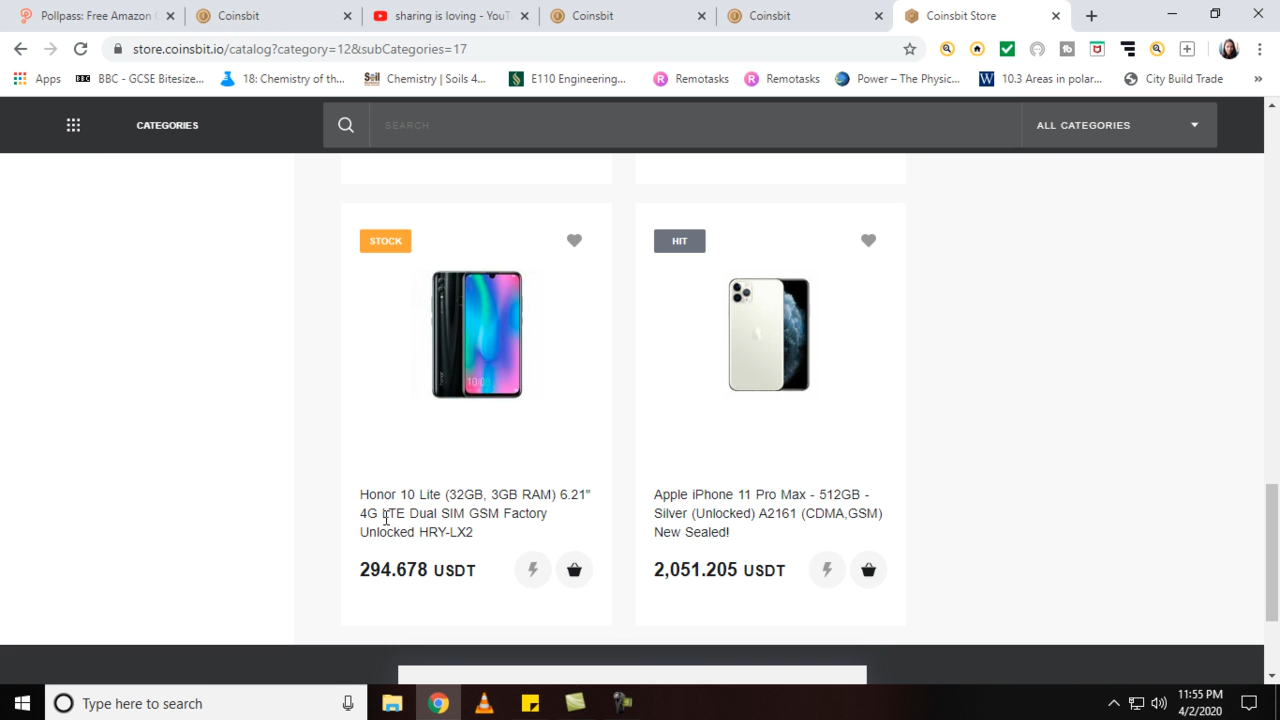 Pollpass: Free Amazon
Coinsbit
sharing is loving - YouT
Coinsbit
Coinsbit
Coinsbit Store
store.coinsbit.io/catalog?category=12&subCategories=17
Apps
BBC
BBC - GCSE Bitesize...
18: Chemistry of th...
Soil
Chemistry | Soils 4...
E110 Engineering...
R
Remotasks
R
Remotasks
Power – The Physic...
W
10.3 Areas in polar...
City Build Trade
»
CATEGORIES
SEARCH
ALL CATEGORIES
STOCK
HIT
10:0
honor
Honor 10 Lite (32GB, 3GB RAM) 6.21"
4G LTE Dual SIM GSM Factory
Unlocked HRY-LX2
294.678 USDT
Apple iPhone 11 Pro Max - 512GB -
Silver (Unlocked) A2161 (CDMA,GSM)
New Sealed!
2,051.205 USDT
Type here to search
11:55 PM
4/2/2020